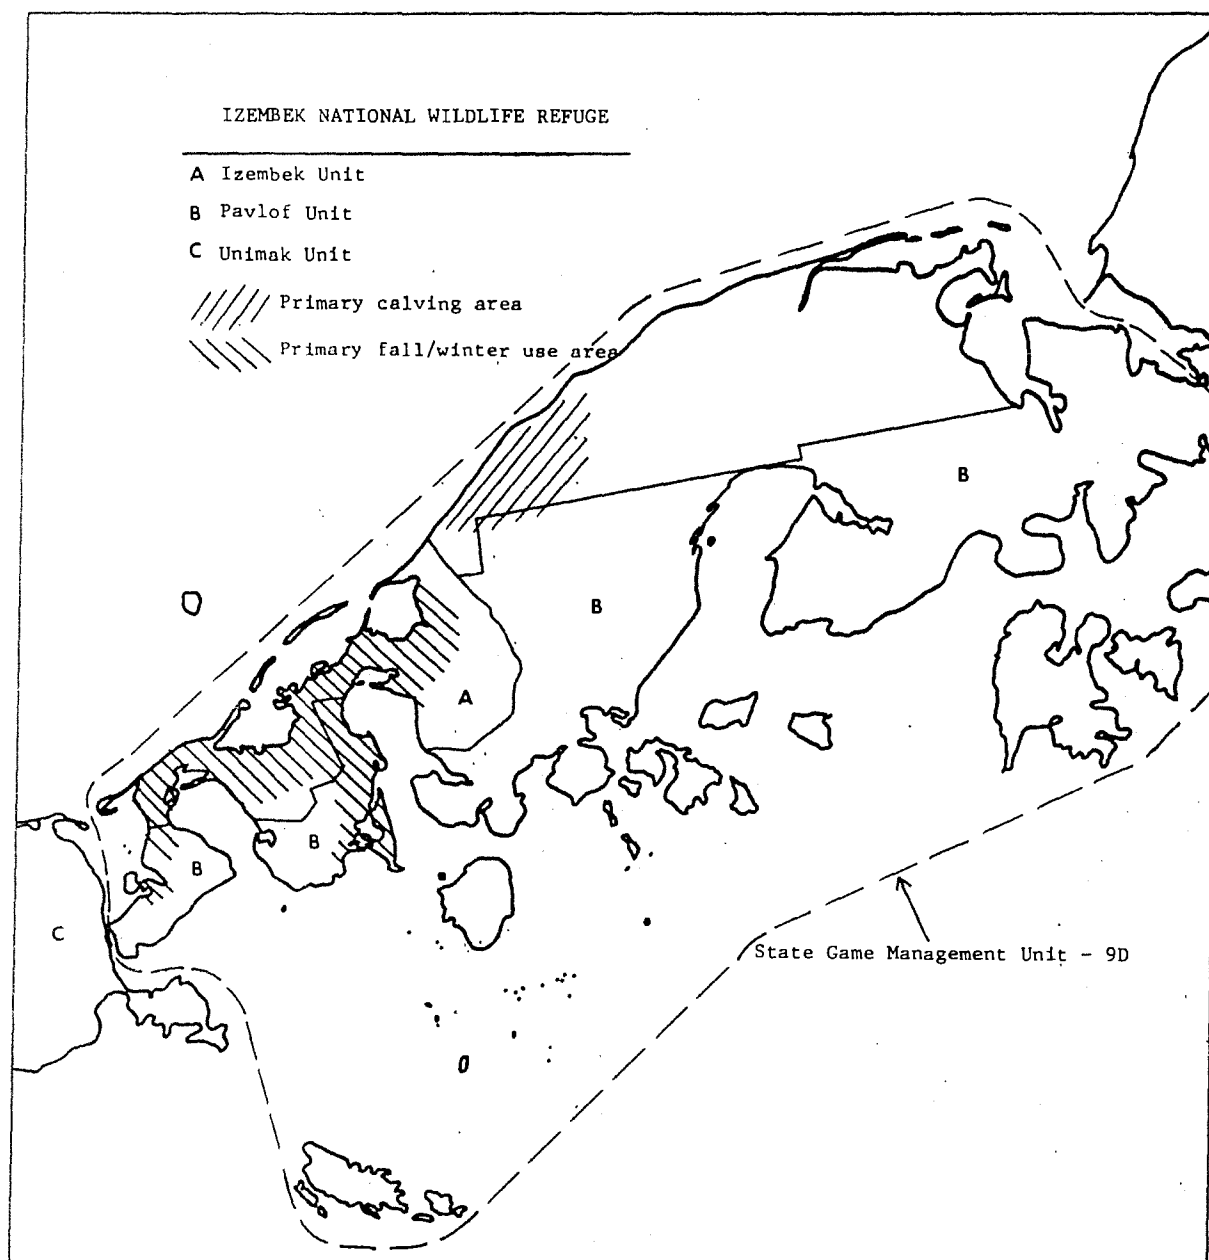 IZEMBEK NATIONAL WILDLIFE REFUGE
A Izembek Unit
B Pavlof Unit
C Unimak Unit
Primary calving area
Primary fall/winter use area
B
B
A
B
B
C
State Game Management Unit - 9D